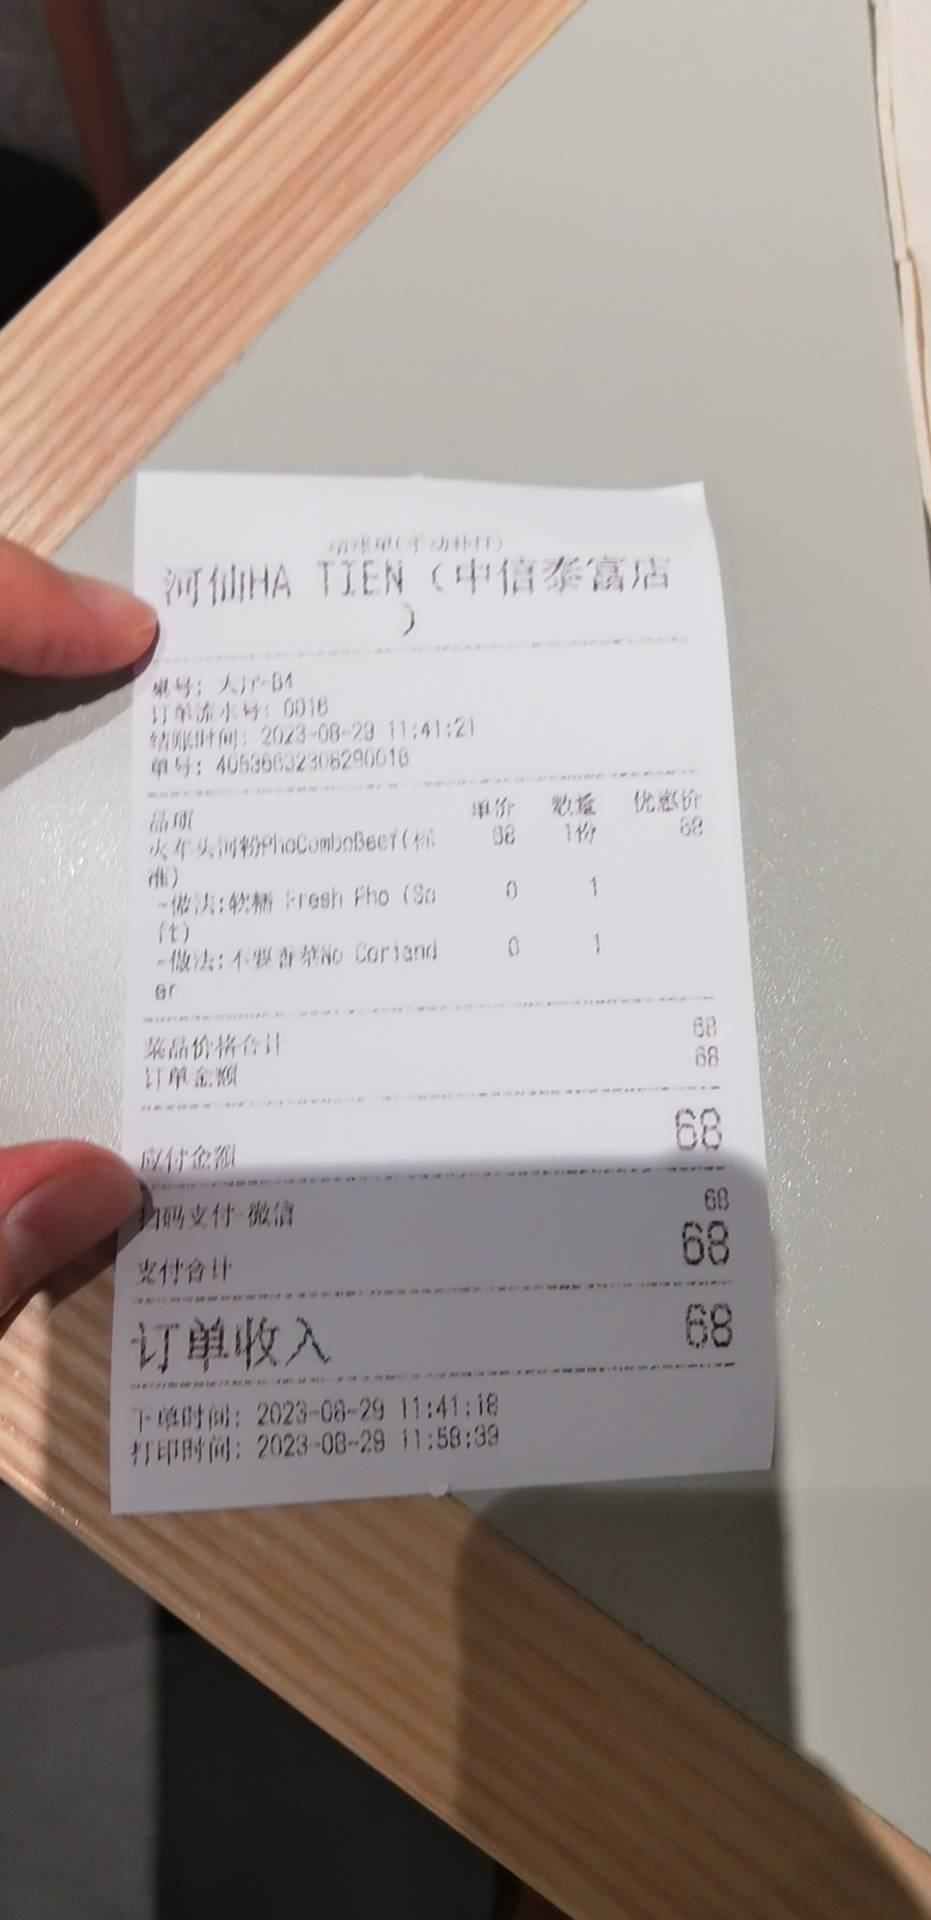 结账单(手动补打)
河仙HA TIEN（中信泰富店
）
桌号: 大厅-B4
订单流水号: 0016
结账时间: 2023-08-29 11:41:21
单号: 40536632308290016
品项 单价 数量 优惠价
火车头河粉PhoComboBeef(标 68 1份 68
准)
-做法:软糯 Fresh Pho (So 0 1
ft)
-做法:不要香菜No Coriand 0 1
er
菜品价格合计 68
订单金额 68
应付金额 68
扫码支付-微信 68
支付合计 68
订单收入 68
下单时间: 2023-08-29 11:41:18
打印时间: 2023-08-29 11:58:39